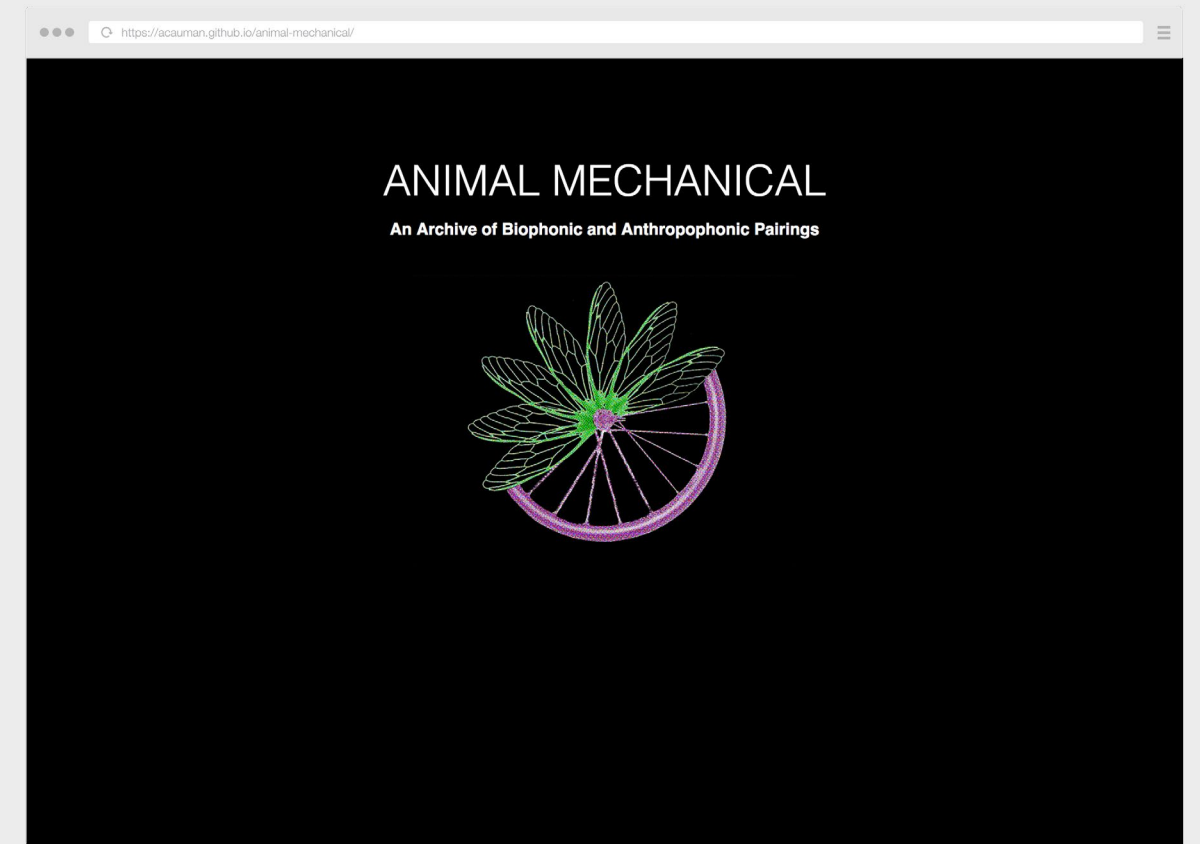 https://acauman.github.io/animal-mechanical/
ANIMAL MECHANICAL
An Archive of Biophonic and Anthropophonic Pairings